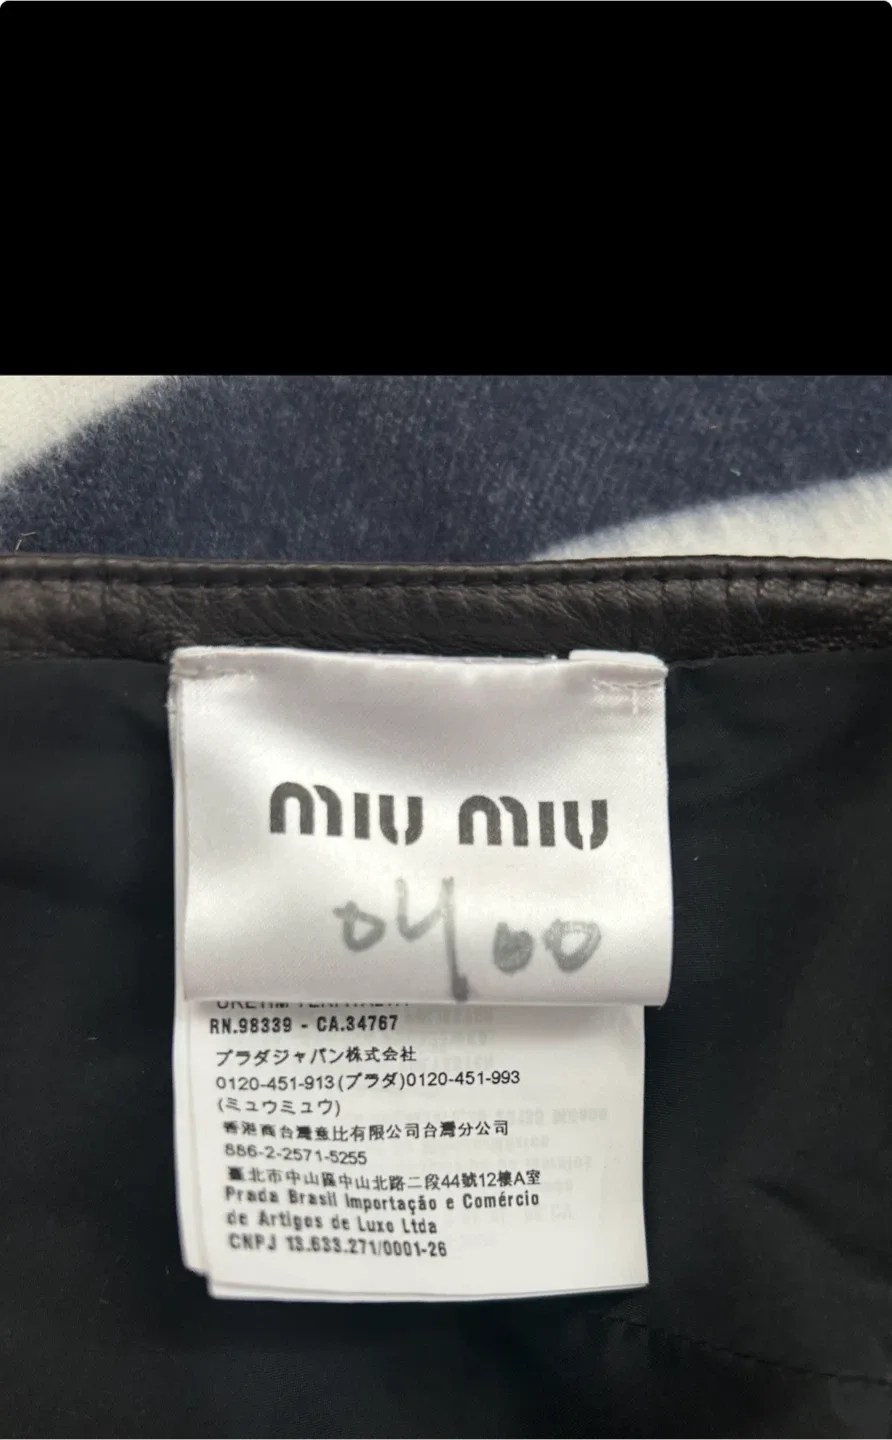 MIU MIU
RN.98339 - CA.34767
プラダジャパン株式会社
0120-451-913(プラダ)0120-451-993
(ミュウミュウ)
香港商台灣意比有限公司台灣分公司
886-2-2571-5255
臺北市中山區中山北路二段44號12樓A室
Prada Brasil Importação e Comércio
de Artigos de Luxo Ltda
CNPJ 13.633.271/0001-26